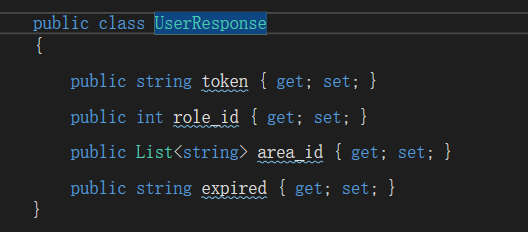 public class UserResponse
{
public string token { get; set; }
public int role_id { get; set; }
public List<string> area_id { get; set; }
public string expired { get; set; }
}